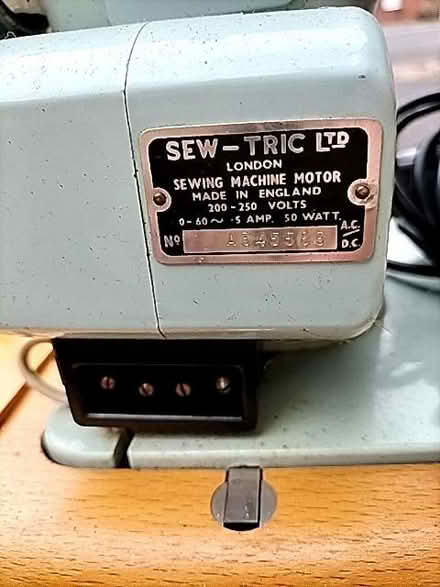 SEW-TRIC LTD
LONDON
SEWING MACHINE MOTOR
MADE IN ENGLAND
200-250 VOLTS
0-60~ ·5 AMP. 50 WATT.
A.C./D.C.
No